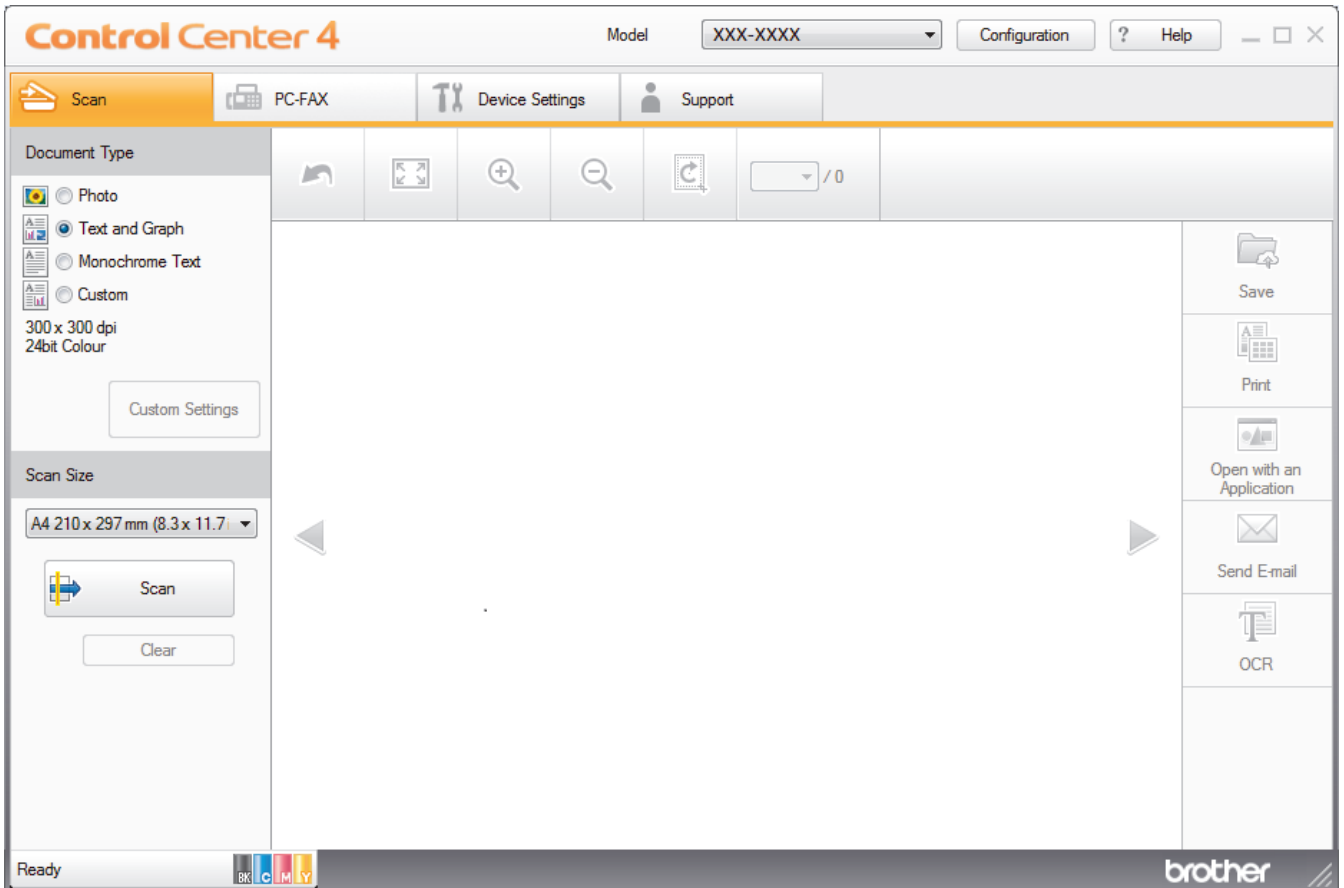 Control Center 4
Model
XXX-XXXX
Configuration
? Help
Scan
PC-FAX
Device Settings
Support
Document Type
/ 0
Photo
Text and Graph
Monochrome Text
Custom
300 x 300 dpi
24bit Colour
Custom Settings
Scan Size
A4 210 x 297 mm (8.3 x 11.7
Scan
Clear
Save
Print
Open with an
Application
Send E-mail
OCR
Ready
BK C M Y
brother